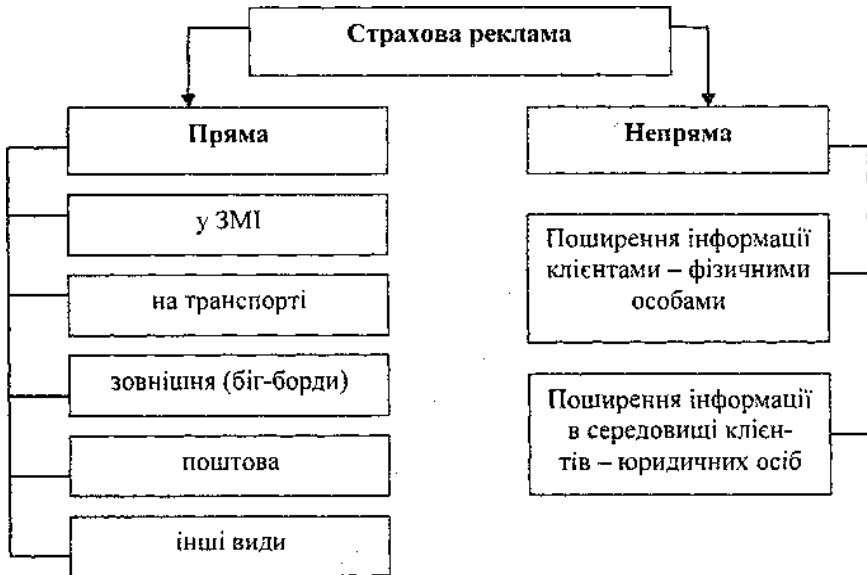 Страхова реклама
Пряма
у ЗМІ
на транспорті
зовнішня (біг-борди)
поштова
інші види
Непряма
Поширення інформації
клієнтами – фізичними
особами
Поширення інформації
в середовищі клієн-
тів – юридичних осіб